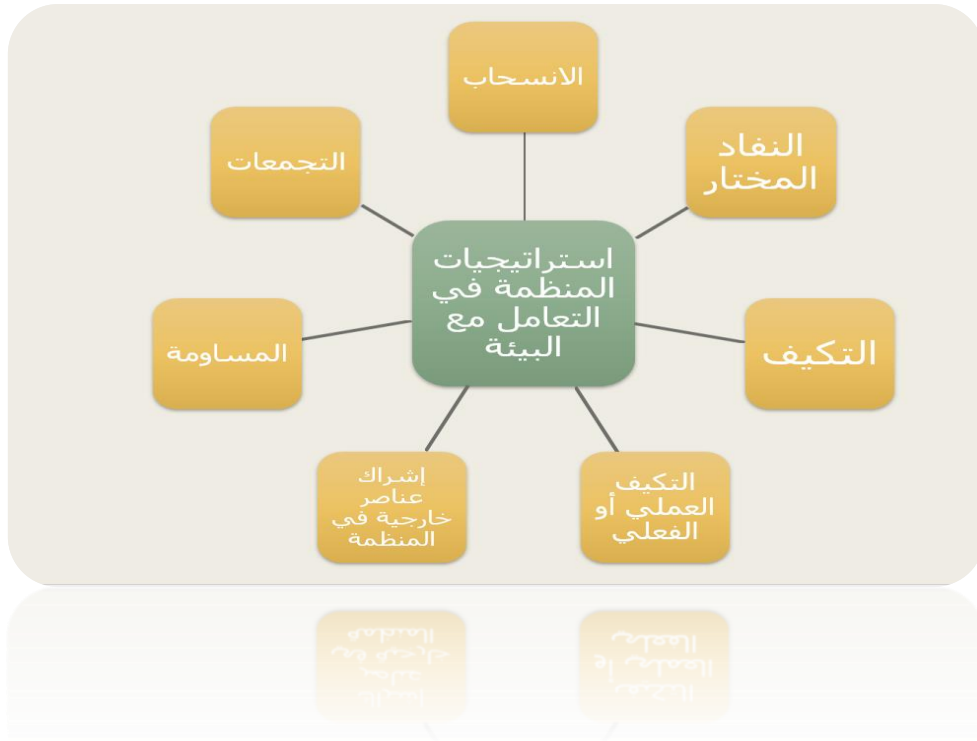 الانسحاب
النفاد
المختار
التكيف
التكيف
العملي أو
الفعلي
إشراك
عناصر
خارجية في
المنظمة
المساومة
التجمعات
استراتيجيات
المنظمة في
التعامل مع
البيئة